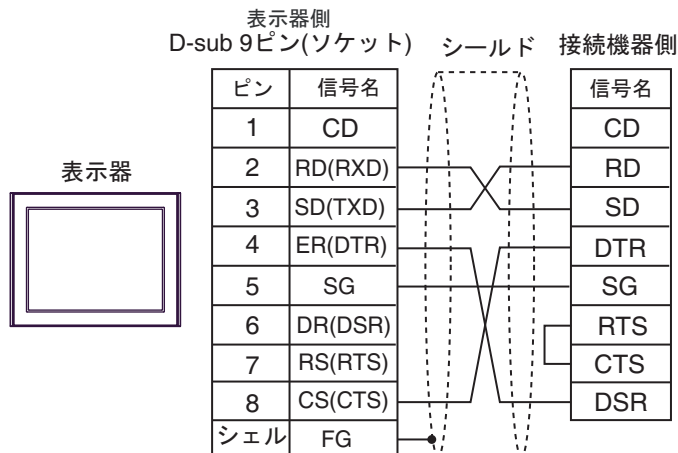 表示器側
D-sub 9ピン(ソケット) シールド 接続機器側
ピン 信号名 信号名
1 CD CD
表示器 2 RD(RXD) RD
3 SD(TXD) SD
4 ER(DTR) DTR
5 SG SG
6 DR(DSR) RTS
7 RS(RTS) CTS
8 CS(CTS) DSR
シェル FG